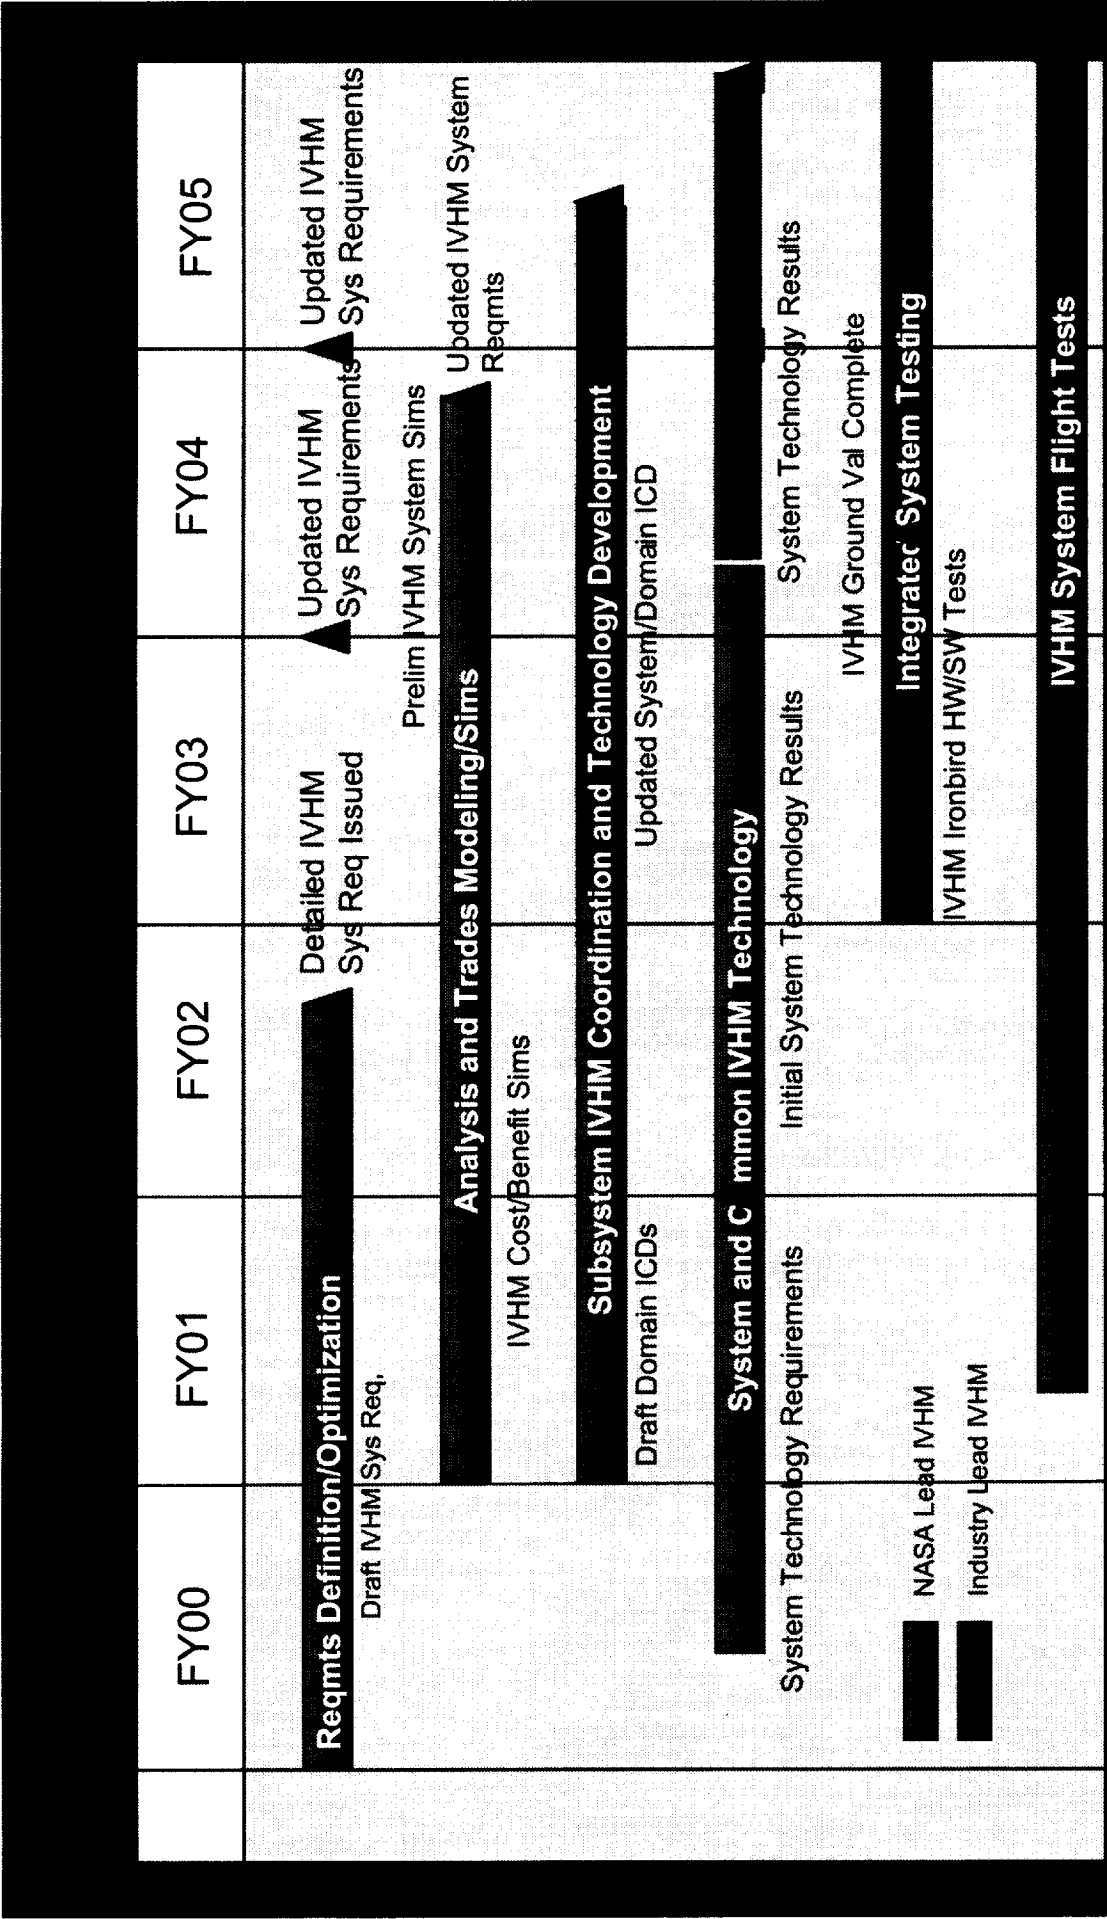 FY00
FY01
FY02
FY03
FY04
FY05
Reqmts Definition/Optimization
Draft IVHM Sys Req,
Detailed IVHM
Sys Req Issued
Updated IVHM
Sys Requirements
Updated IVHM
Sys Requirements
Prelim IVHM System Sims
Analysis and Trades Modeling/Sims
Updated IVHM System
Reqmts
IVHM Cost/Benefit Sims
Subsystem IVHM Coordination and Technology Development
Draft Domain ICDs
Updated System/Domain ICD
System and C mmon IVHM Technology
System Technology Requirements
Initial System Technology Results
System Technology Results
IVHM Ground Val Complete
Integrated System Testing
IVHM Ironbird HW/SW Tests
NASA Lead IVHM
Industry Lead IVHM
IVHM System Flight Tests